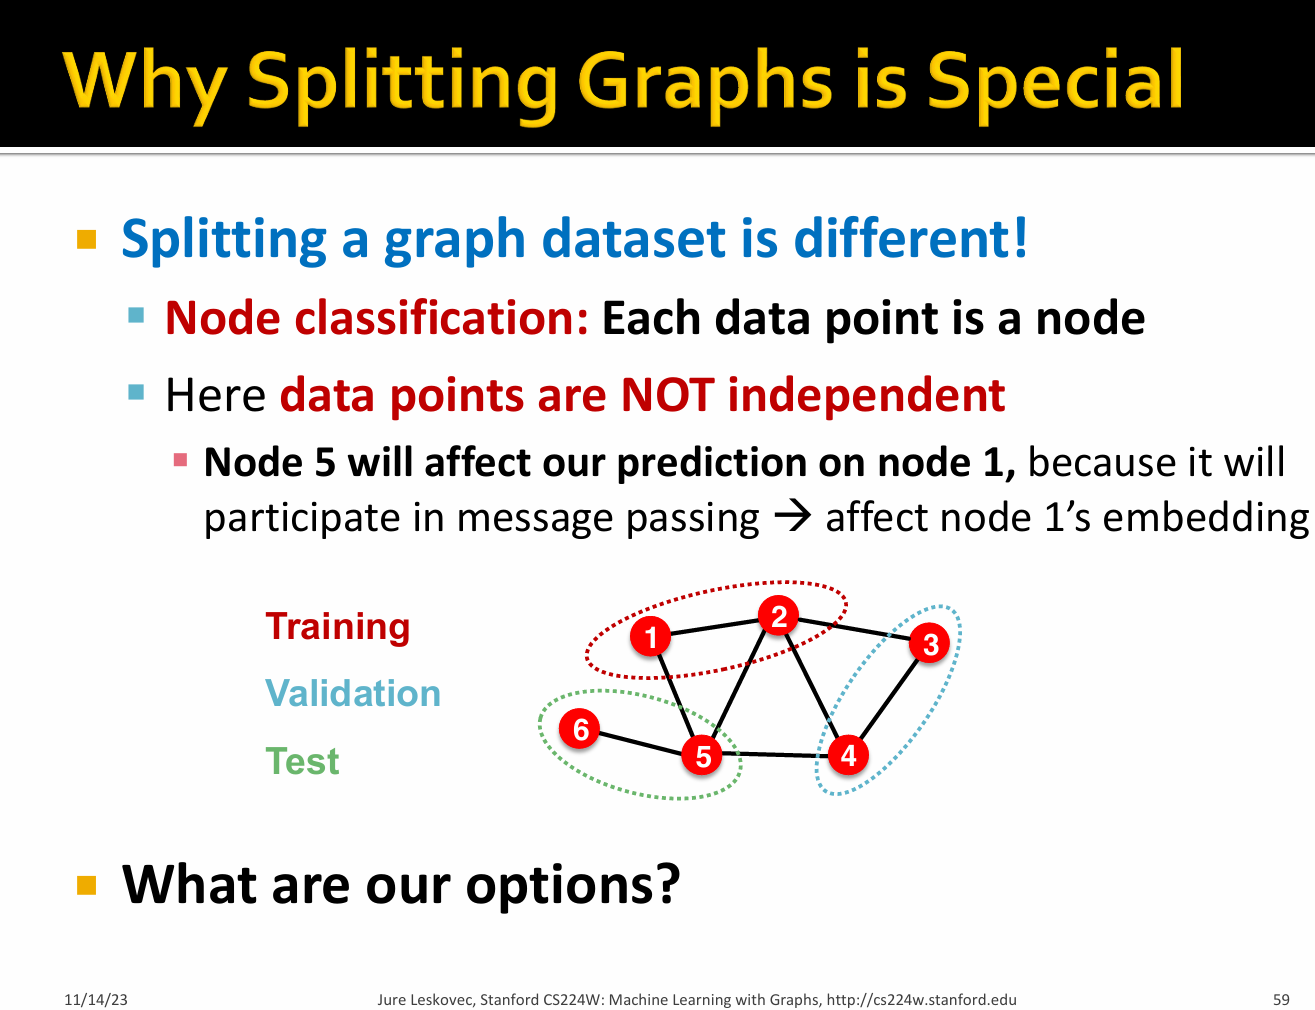 Why Splitting Graphs is Special
Splitting a graph dataset is different!
Node classification: Each data point is a node
Here data points are NOT independent
Node 5 will affect our prediction on node 1, because it will
participate in message passing → affect node 1’s embedding
Training
Validation
Test
1
2
3
6
5
4
What are our options?
11/14/23
Jure Leskovec, Stanford CS224W: Machine Learning with Graphs, http://cs224w.stanford.edu
59